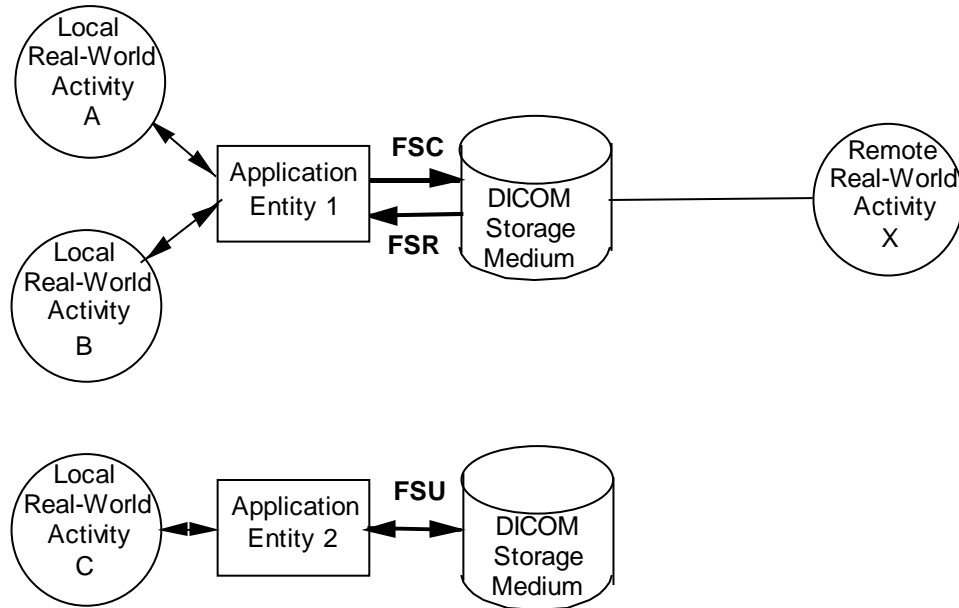 Local
Real-World
Activity
A
Application
Entity 1
FSC
FSR
DICOM
Storage
Medium
Remote
Real-World
Activity
X
Local
Real-World
Activity
B
Local
Real-World
Activity
C
Application
Entity 2
FSU
DICOM
Storage
Medium